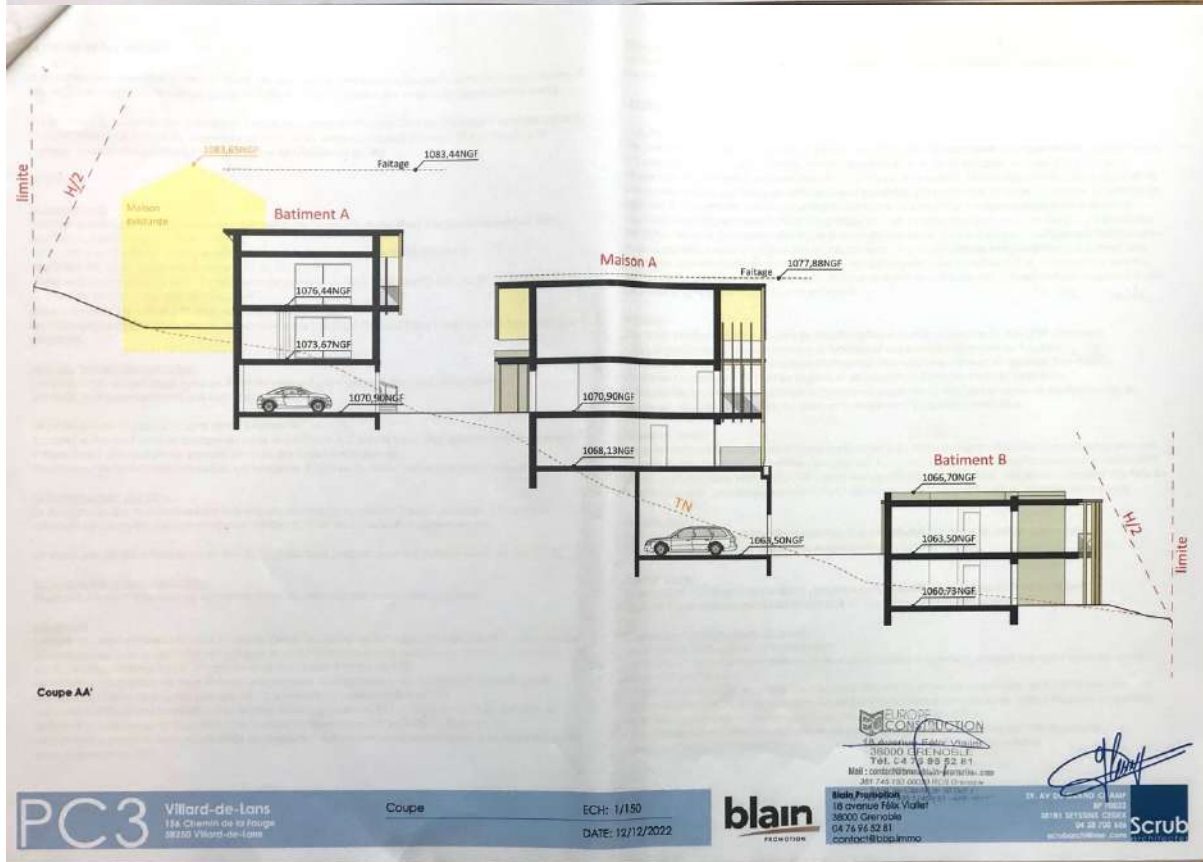 limite
H/2
1083,65NGF
Faitage
1083,44NGF
Maison
existante
Batiment A
1076,44NGF
1073,67NGF
1070,90NGF
Maison A
Faitage
1077,88NGF
1070,90NGF
1068,13NGF
TN
1063,50NGF
Batiment B
1066,70NGF
1063,50NGF
1060,73NGF
H/2
limite
Coupe AA'
EUROPE
CONSTRUCTION
18 Avenue Félix Viallet
38000 GRENOBLE
Tél. 04 76 96 52 81
PC3
Villard-de-Lans
156 Chemin de la Fauge
38250 Villard-de-Lans
Coupe
ECH: 1/150
DATE: 12/12/2022
blain
PROMOTION
Blain Promotion
18 avenue Félix Viallet
38000 Grenoble
04 76 96 52 81
contact@bbp.immo
38181 SEYSSINS CEDEX
Scrub